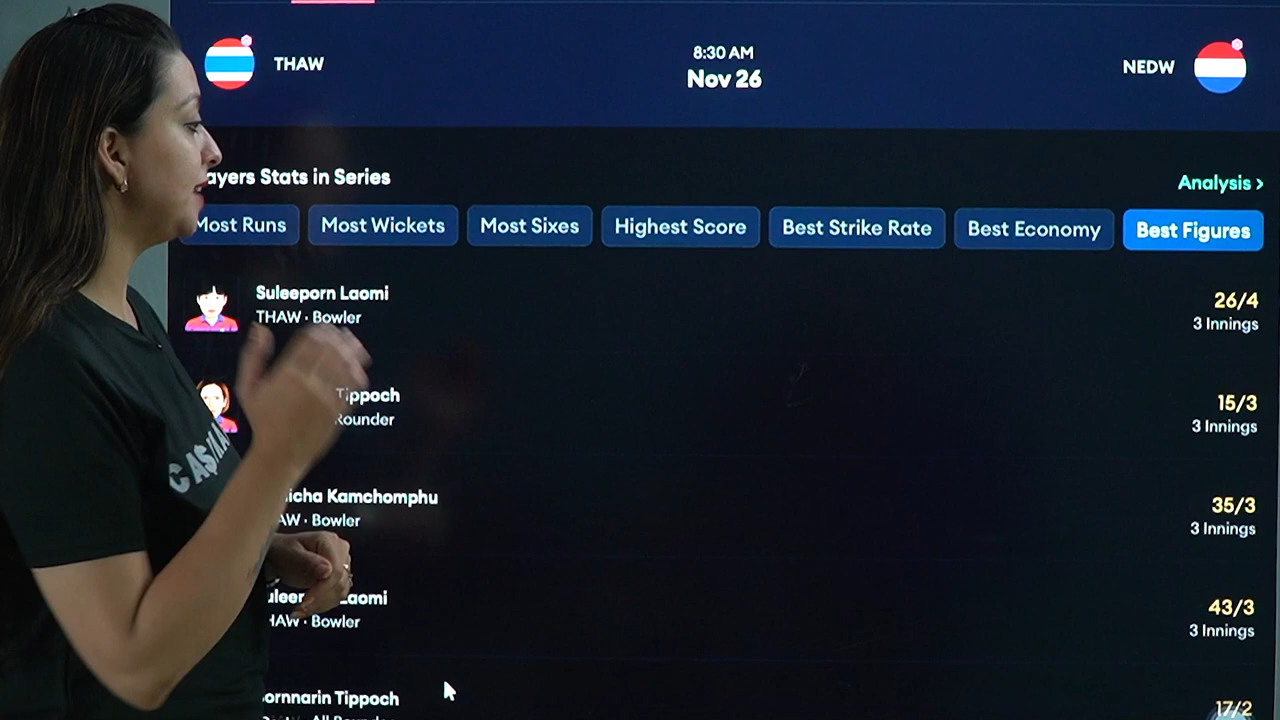 THAW
8:30 AM
Nov 26
NEDW
ayers Stats in Series
Analysis >
Most Runs
Most Wickets
Most Sixes
Highest Score
Best Strike Rate
Best Economy
Best Figures
Suleeporn Laomi
THAW · Bowler
26/4
3 Innings
Tippoch
Rounder
15/3
3 Innings
Kamchomphu
AW · Bowler
35/3
3 Innings
Laomi
HAW · Bowler
43/3
3 Innings
ornnarin Tippoch
17/2